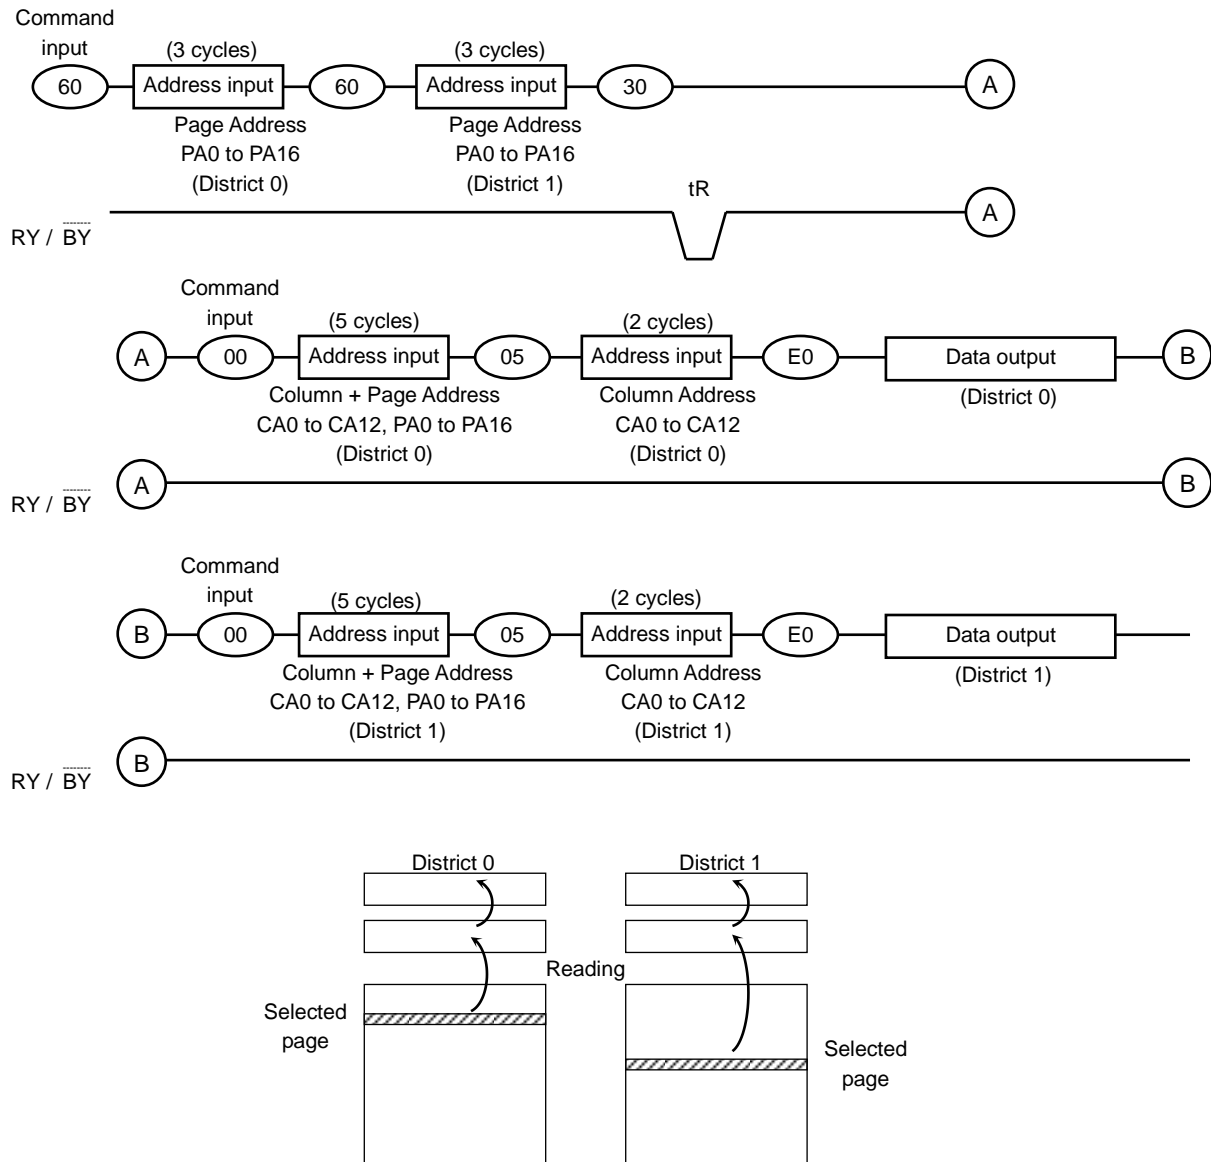 Command
input
(3 cycles) (3 cycles)
60 Address input 60 Address input 30 A
Page Address Page Address
PA0 to PA16 PA0 to PA16
(District 0) (District 1)
tR
RY / BY A
Command
input
(5 cycles) (2 cycles)
A 00 Address input 05 Address input E0 Data output B
Column + Page Address Column Address (District 0)
CA0 to CA12, PA0 to PA16 CA0 to CA12
(District 0) (District 0)
RY / BY A B
Command
input
(5 cycles) (2 cycles)
B 00 Address input 05 Address input E0 Data output
Column + Page Address Column Address (District 1)
CA0 to CA12, PA0 to PA16 CA0 to CA12
(District 1) (District 1)
RY / BY B
District 0 District 1
Reading
Selected
page
Selected
page